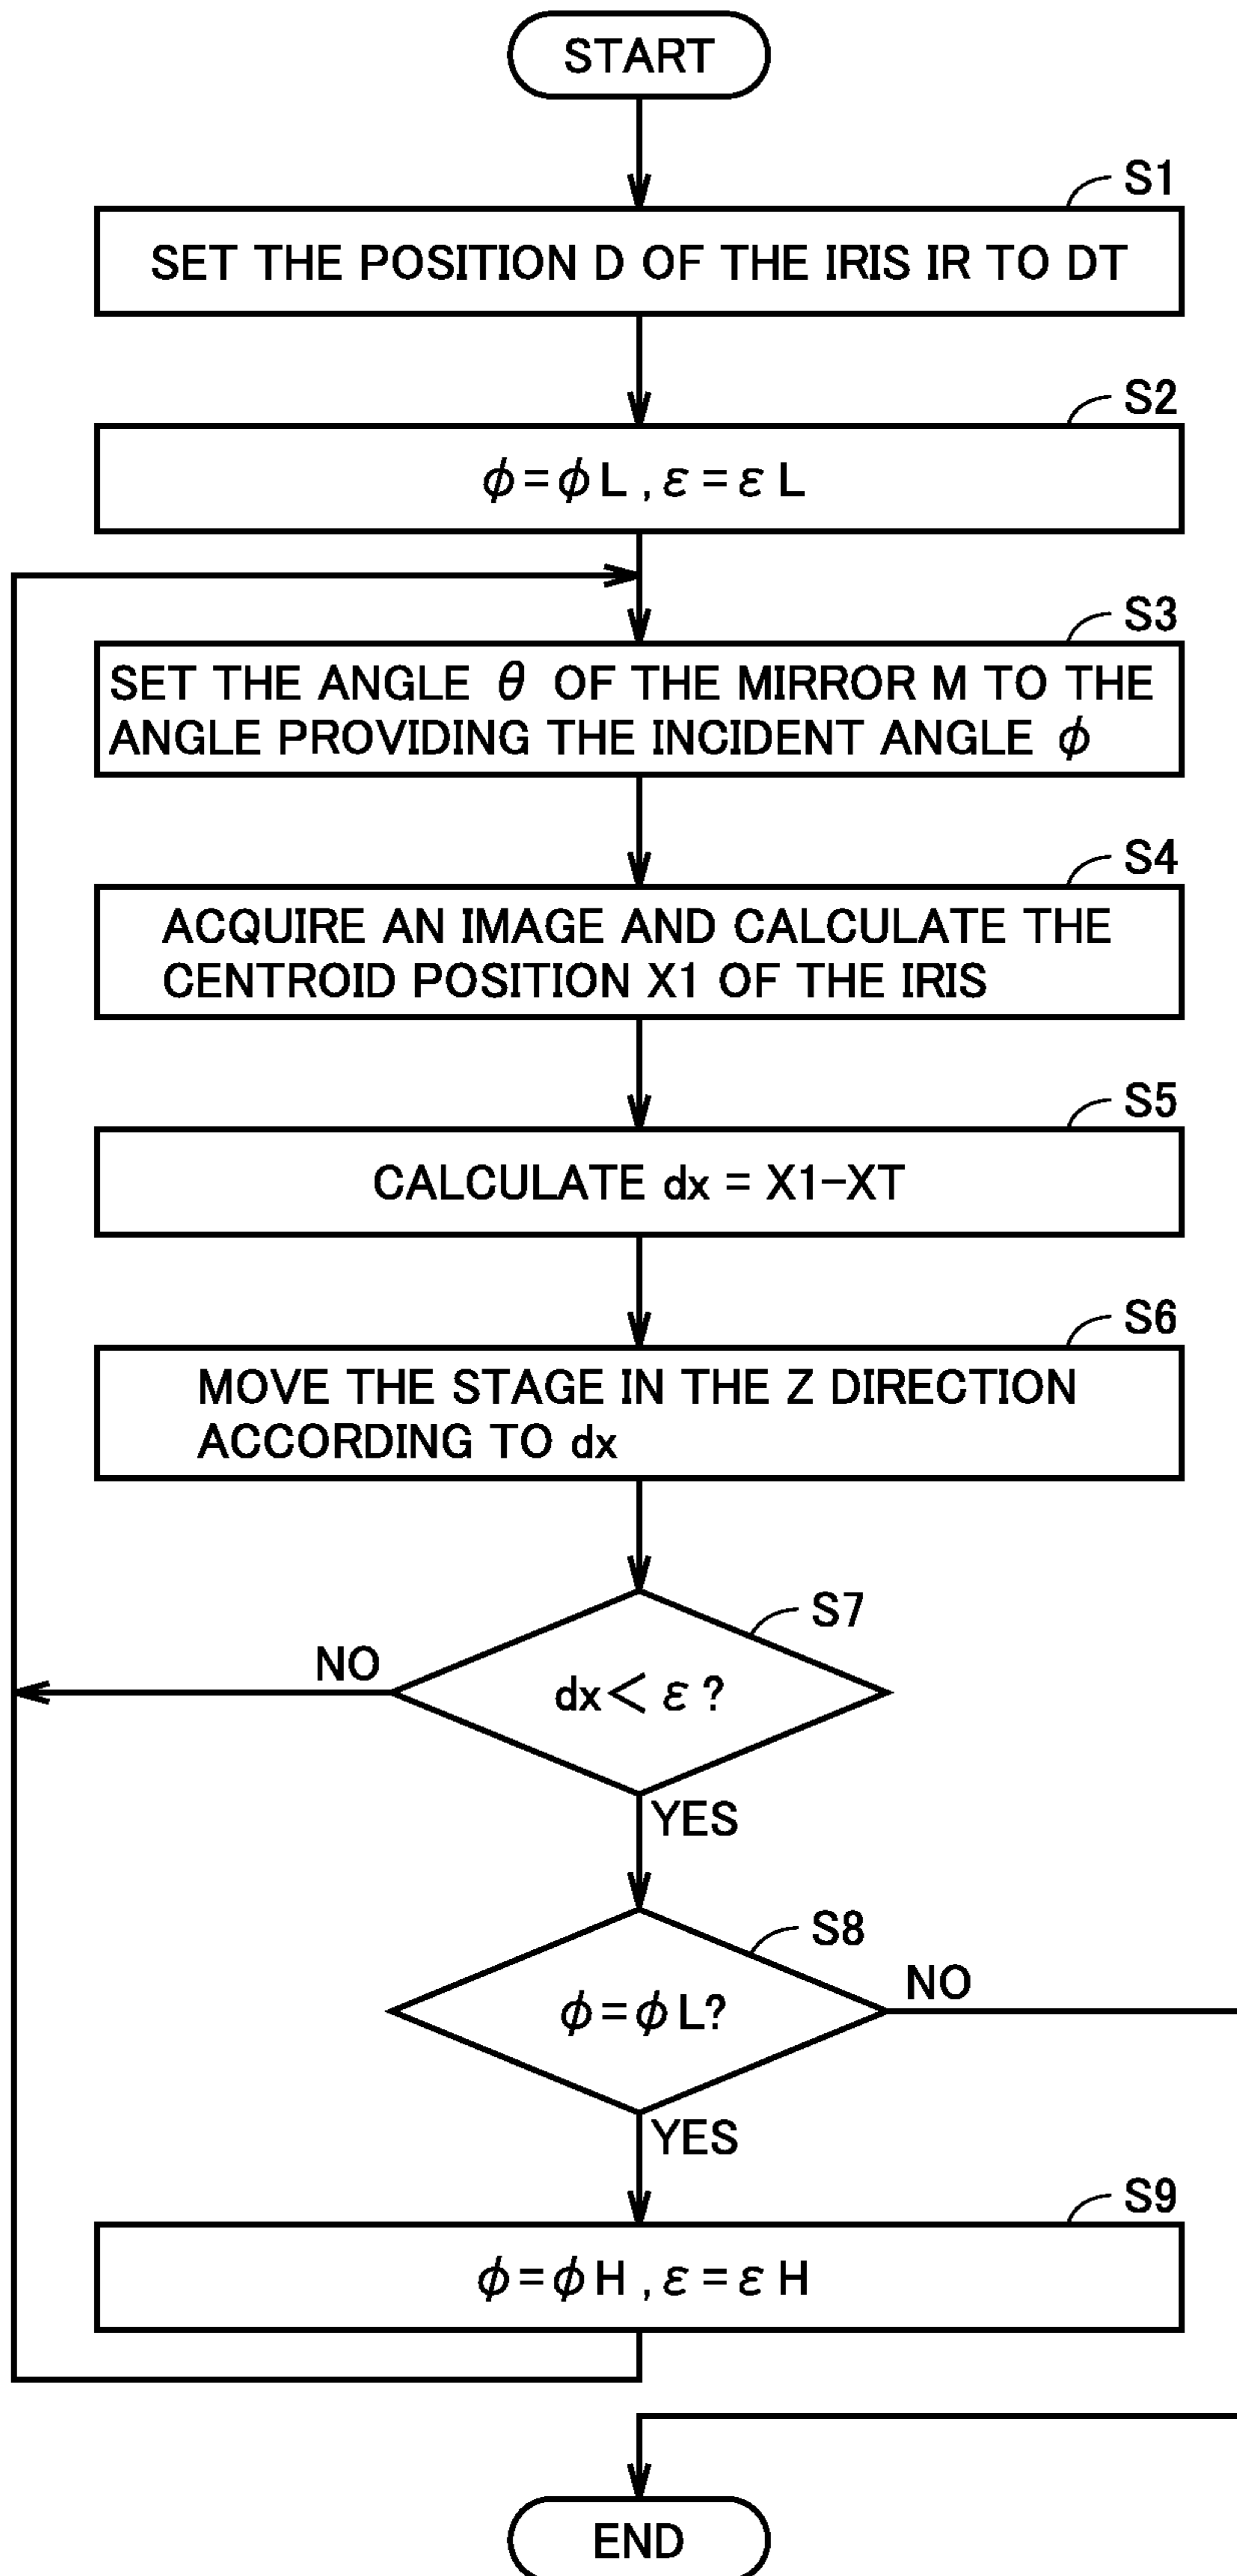 START
S1
SET THE POSITION D OF THE IRIS IR TO DT
S2
ϕ=ϕL,ε=εL
S3
SET THE ANGLE θ OF THE MIRROR M TO THE
ANGLE PROVIDING THE INCIDENT ANGLE ϕ
S4
ACQUIRE AN IMAGE AND CALCULATE THE
CENTROID POSITION X1 OF THE IRIS
S5
CALCULATE dx = X1−XT
S6
MOVE THE STAGE IN THE Z DIRECTION
ACCORDING TO dx
S7
NO
dx<ε?
YES
S8
NO
ϕ=ϕL?
YES
S9
ϕ=ϕH,ε=εH
END